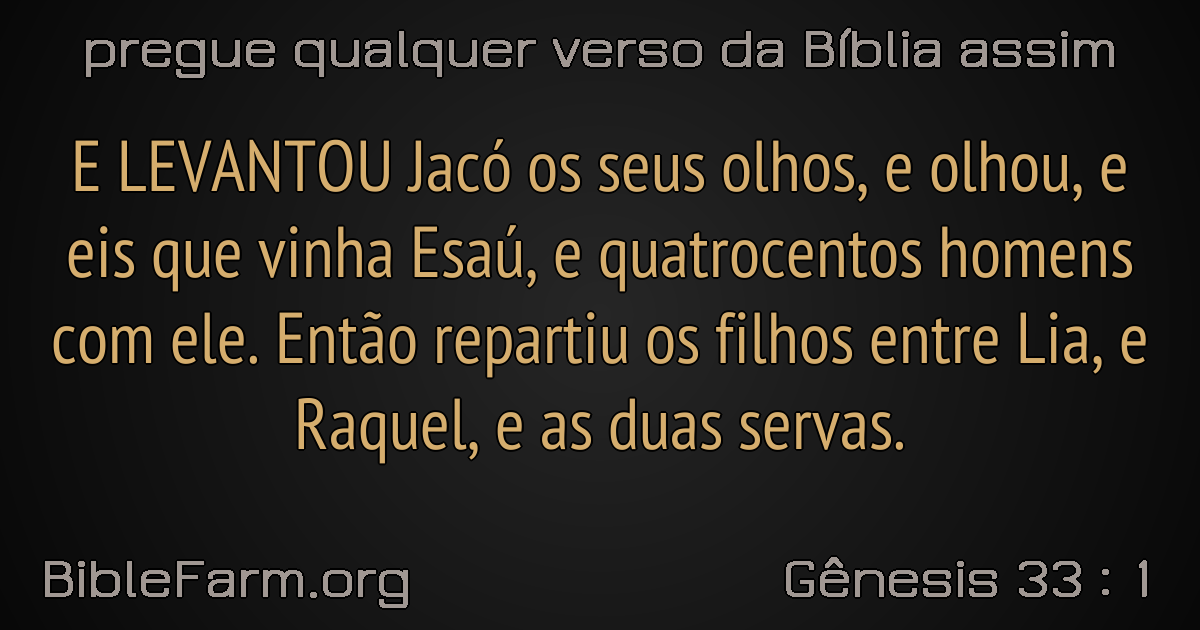 pregue qualquer verso da Bíblia assim
E LEVANTOU Jacó os seus olhos, e olhou, e
eis que vinha Esaú, e quatrocentos homens
com ele. Então repartiu os filhos entre Lia, e
Raquel, e as duas servas.
BibleFarm.org
Gênesis 33 : 1